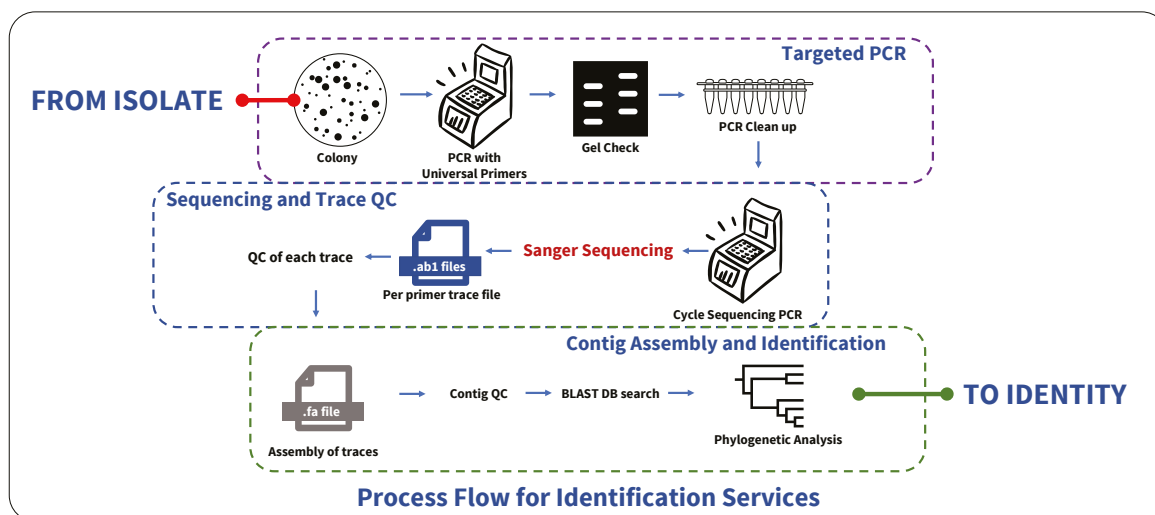 Targeted PCR
FROM ISOLATE
Colony
PCR with
Universal Primers
Gel Check
PCR Clean up
Sequencing and Trace QC
QC of each trace
.ab1 files
Per primer trace file
Sanger Sequencing
Cycle Sequencing PCR
Contig Assembly and Identification
.fa file
Assembly of traces
Contig QC
BLAST DB search
Phylogenetic Analysis
TO IDENTITY
Process Flow for Identification Services